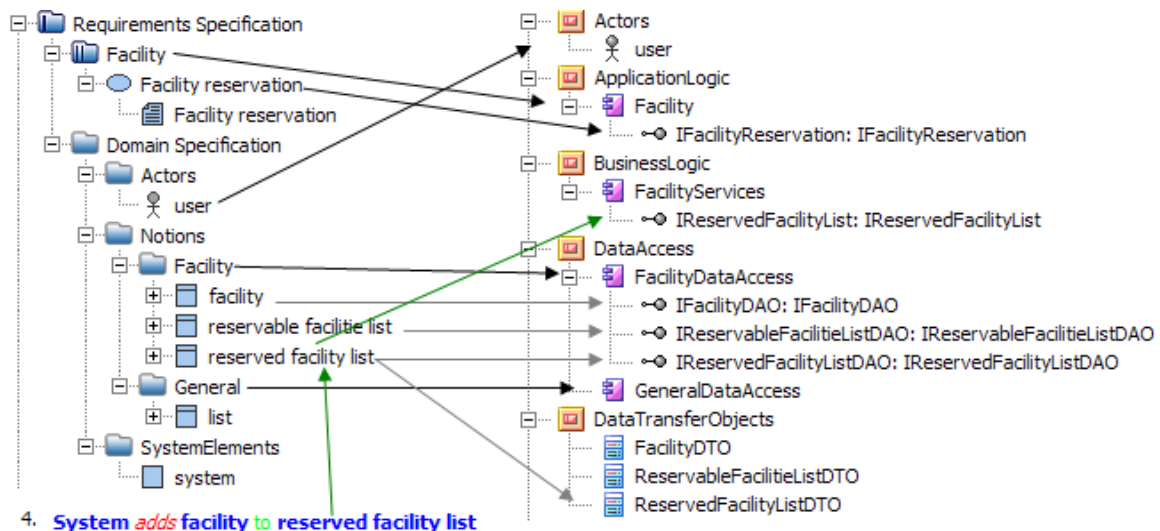 Requirements Specification
Facility
Facility reservation
Facility reservation
Domain Specification
Actors
user
Notions
Facility
facility
reservable facilitie list
reserved facility list
General
list
SystemElements
system
4. System adds facility to reserved facility list
Actors
user
ApplicationLogic
Facility
IFacilityReservation: IFacilityReservation
BusinessLogic
FacilityServices
IReservedFacilityList: IReservedFacilityList
DataAccess
FacilityDataAccess
IFacilityDAO: IFacilityDAO
IReservableFacilitieListDAO: IReservableFacilitieListDAO
IReservedFacilityListDAO: IReservedFacilityListDAO
GeneralDataAccess
DataTransferObjects
FacilityDTO
ReservableFacilitieListDTO
ReservedFacilityListDTO